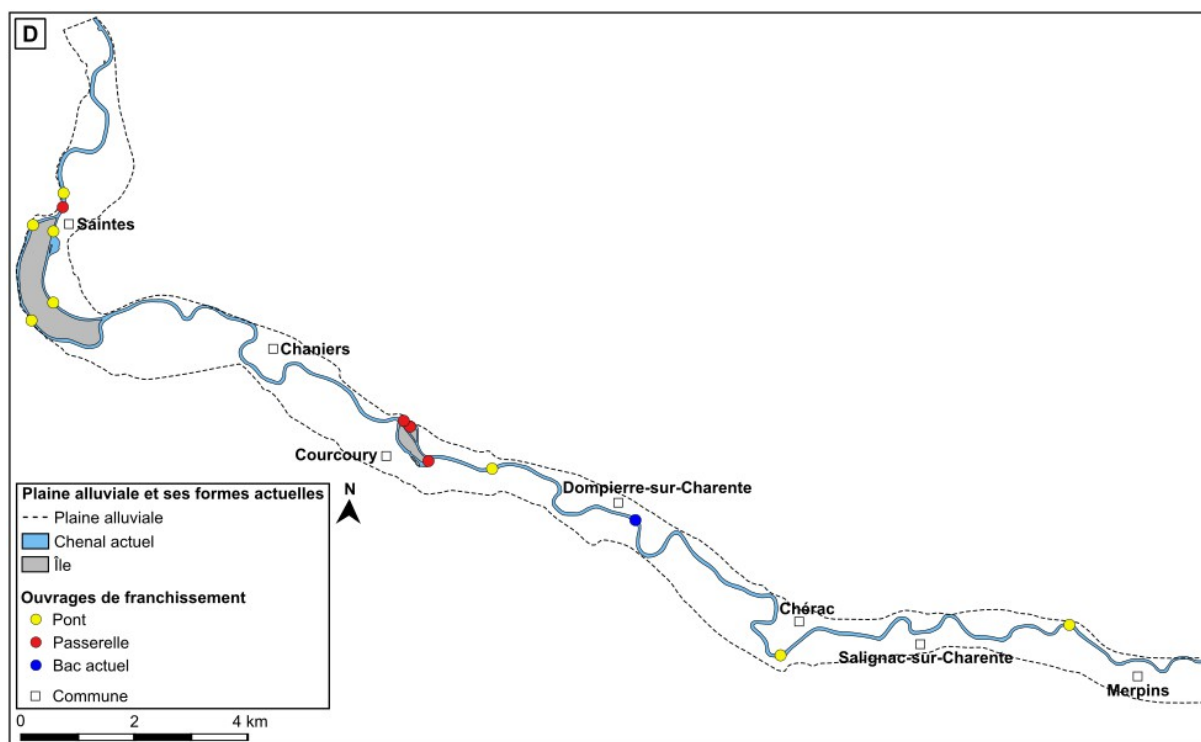 D
Saintes
Chaniers
Courcoury
N
Dompierre-sur-Charente
Chérac
Salignac-sur-Charente
Merpins
Plaine alluviale et ses formes actuelles
Plaine alluviale
Chenal actuel
Île
Ouvrages de franchissement
Pont
Passerelle
Bac actuel
Commune
0 2 4 km